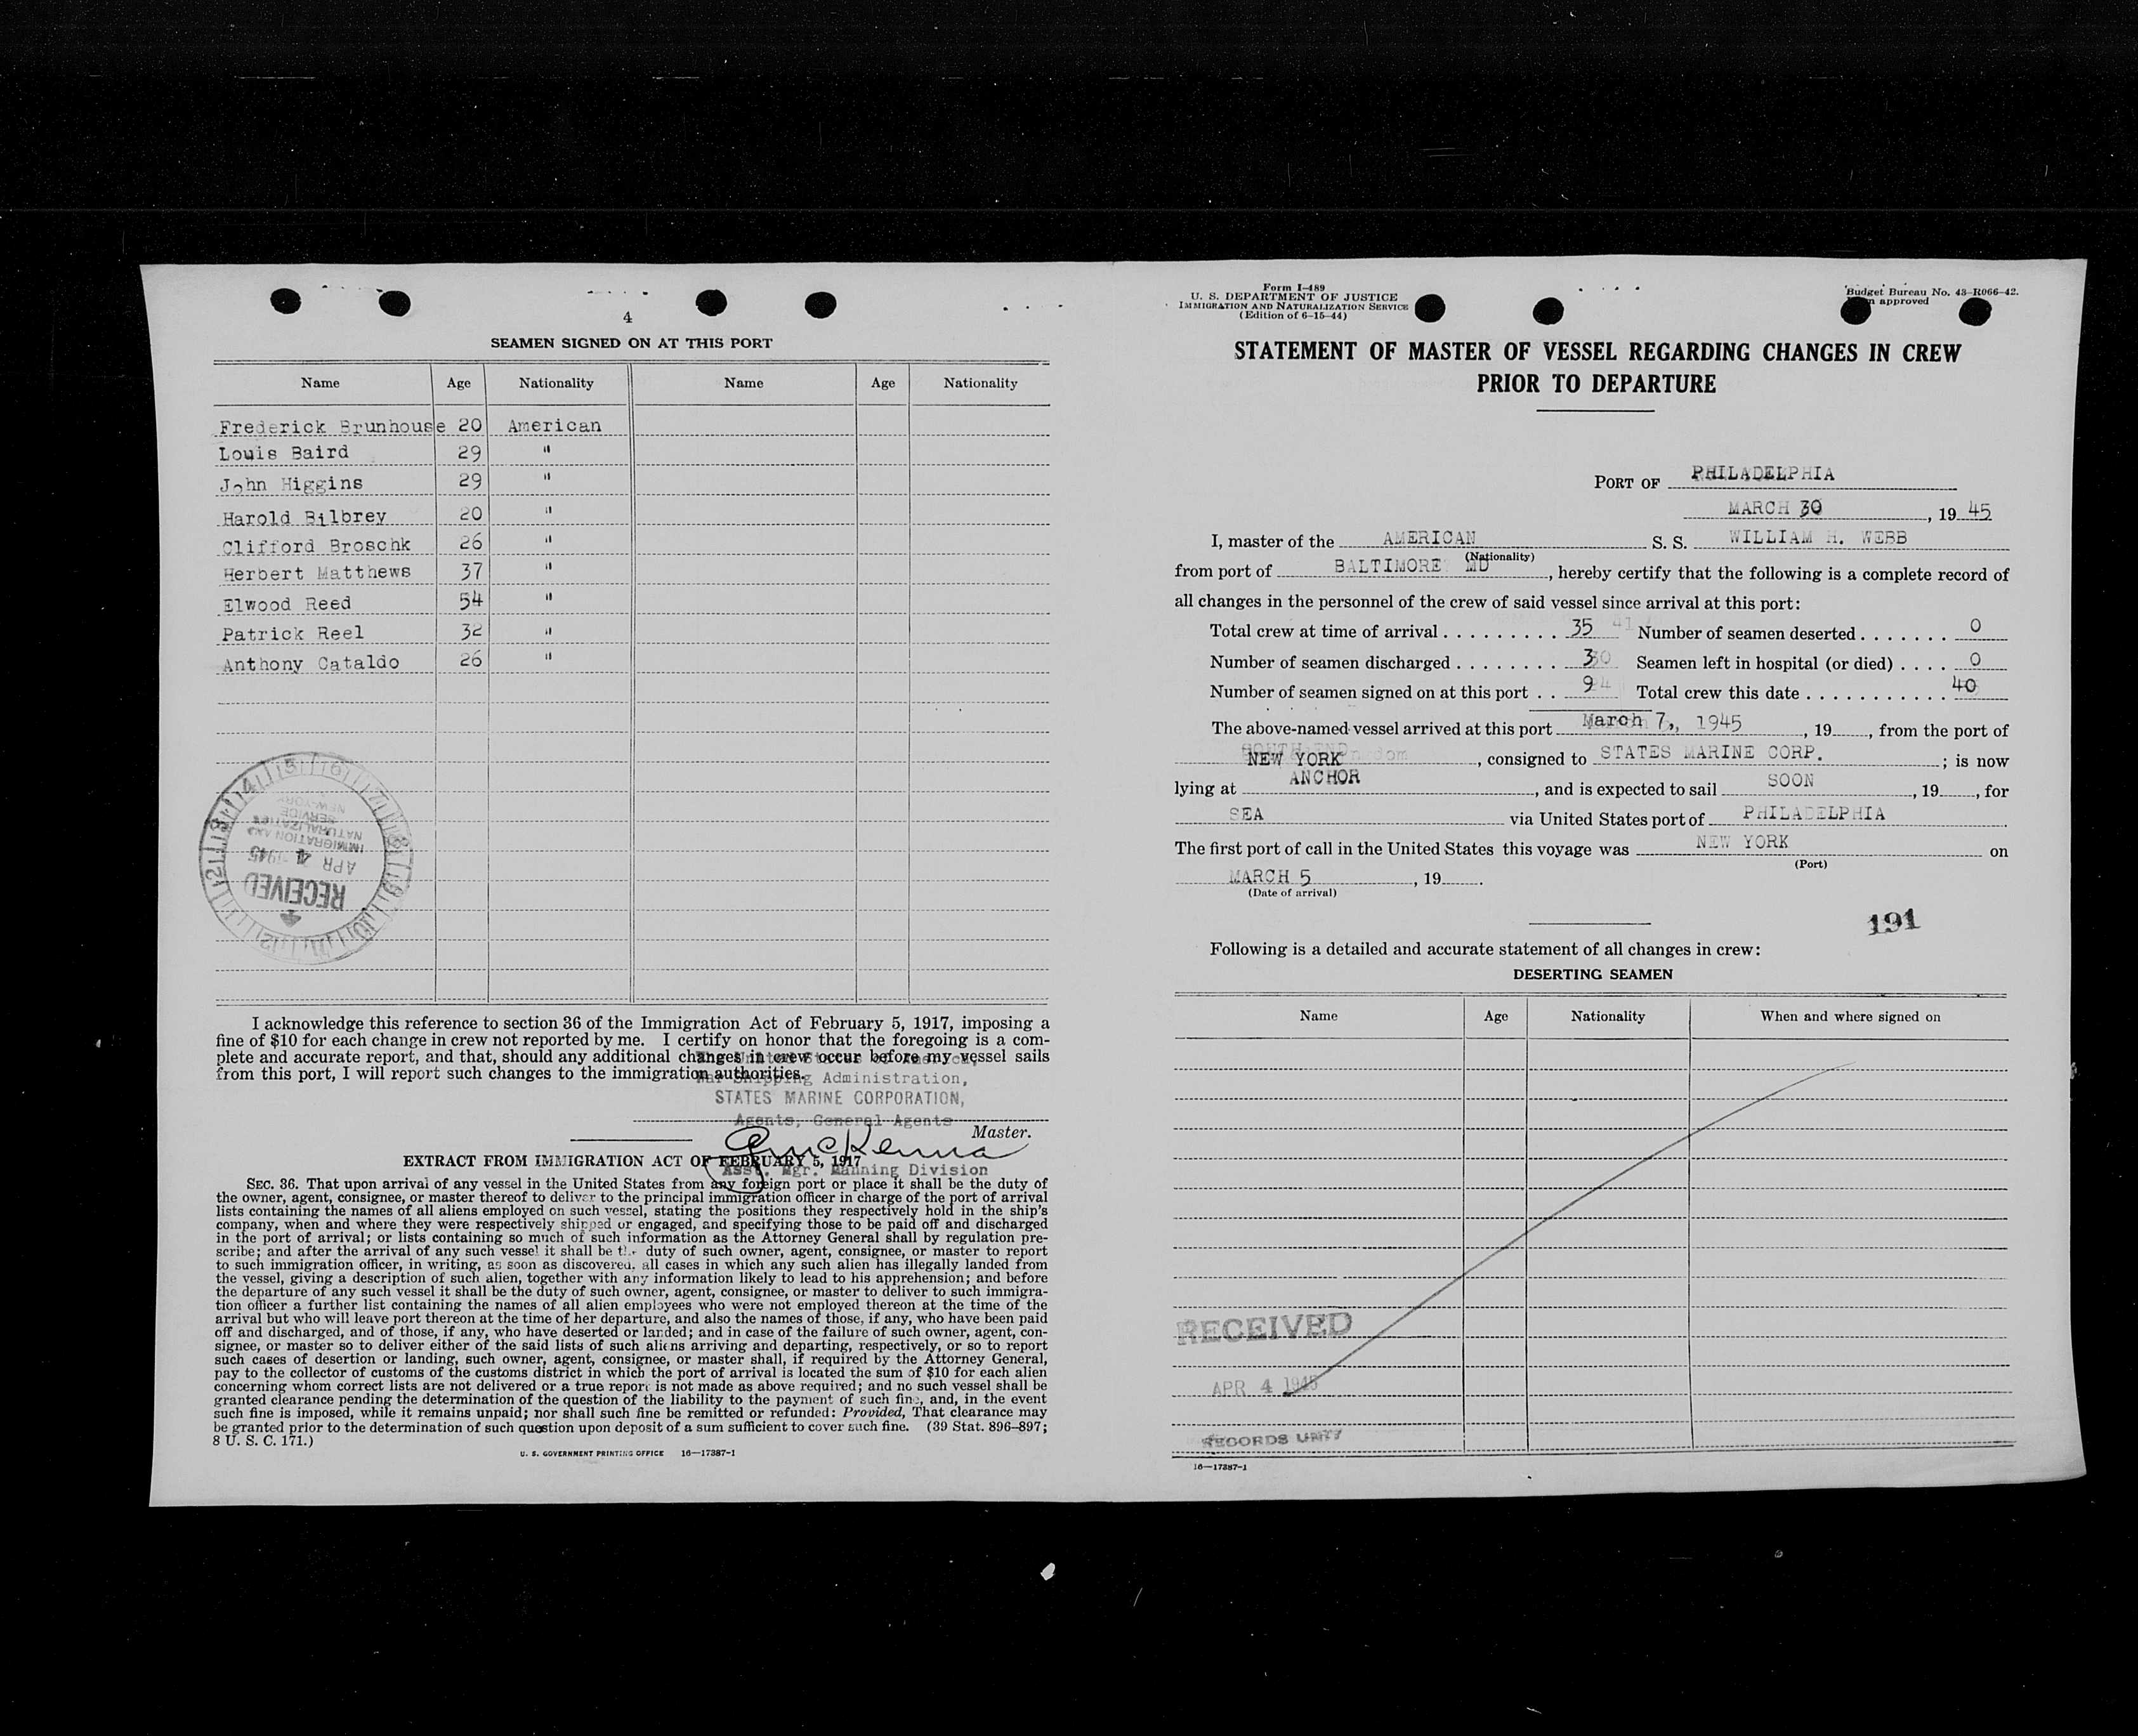 4
SEAMEN SIGNED ON AT THIS PORT
Name Age Nationality Name Age Nationality
Frederick Brunhouse 20 American
Louis Baird 29 "
John Higgins 29 "
Harold Bilbrey 20 "
Clifford Broschk 26 "
Herbert Matthews 37 "
Elwood Reed 54 "
Patrick Reel 32 "
Anthony Cataldo 26 "
RECEIVED
APR 4 1945
IMMIGRATION AND
NATURALIZATION
SERVICE
NEW-YORK
I acknowledge this reference to section 36 of the Immigration Act of February 5, 1917, imposing a
fine of $10 for each change in crew not reported by me. I certify on honor that the foregoing is a com-
plete and accurate report, and that, should any additional changes in crew occur before my vessel sails
from this port, I will report such changes to the immigration authorities.
War Shipping Administration,
STATES MARINE CORPORATION,
Agents, General Agents
Master.
EXTRACT FROM IMMIGRATION ACT OF FEBRUARY 5, 1917
Asst. Mgr. Manning Division
SEC. 36. That upon arrival of any vessel in the United States from any foreign port or place it shall be the duty of
the owner, agent, consignee, or master thereof to deliver to the principal immigration officer in charge of the port of arrival
lists containing the names of all aliens employed on such vessel, stating the positions they respectively hold in the ship's
company, when and where they were respectively shipped or engaged, and specifying those to be paid off and discharged
in the port of arrival; or lists containing so much of such information as the Attorney General shall by regulation pre-
scribe; and after the arrival of any such vessel it shall be the duty of such owner, agent, consignee, or master to report
to such immigration officer, in writing, as soon as discovered, all cases in which any such alien has illegally landed from
the vessel, giving a description of such alien, together with any information likely to lead to his apprehension; and before
the departure of any such vessel it shall be the duty of such owner, agent, consignee, or master to deliver to such immigra-
tion officer a further list containing the names of all alien employees who were not employed thereon at the time of the
arrival but who will leave port thereon at the time of her departure, and also the names of those, if any, who have been paid
off and discharged, and of those, if any, who have deserted or landed; and in case of the failure of such owner, agent, con-
signee, or master so to deliver either of the said lists of such aliens arriving and departing, respectively, or so to report
such cases of desertion or landing, such owner, agent, consignee, or master shall, if required by the Attorney General,
pay to the collector of customs of the customs district in which the port of arrival is located the sum of $10 for each alien
concerning whom correct lists are not delivered or a true report is not made as above required; and no such vessel shall be
granted clearance pending the determination of the question of the liability to the payment of such fine, and, in the event
such fine is imposed, while it remains unpaid; nor shall such fine be remitted or refunded: Provided, That clearance may
be granted prior to the determination of such question upon deposit of a sum sufficient to cover such fine. (39 Stat. 896–897;
8 U. S. C. 171.)
U. S. GOVERNMENT PRINTING OFFICE 16—17387-1
Form I-489
U. S. DEPARTMENT OF JUSTICE
IMMIGRATION AND NATURALIZATION SERVICE
(Edition of 6-15-44)
Budget Bureau No. 43-R066-42.
approved
STATEMENT OF MASTER OF VESSEL REGARDING CHANGES IN CREW
PRIOR TO DEPARTURE
PORT OF PHILADELPHIA
MARCH 30, 19 45
I, master of the AMERICAN S. S. WILLIAM H. WEBB
(Nationality)
from port of BALTIMORE MD, hereby certify that the following is a complete record of
all changes in the personnel of the crew of said vessel since arrival at this port:
Total crew at time of arrival 35 Number of seamen deserted 0
Number of seamen discharged 3 Seamen left in hospital (or died) 0
Number of seamen signed on at this port 9 Total crew this date 40
The above-named vessel arrived at this port March 7, 1945, 19, from the port of
NEW YORK, consigned to STATES MARINE CORP.; is now
lying at ANCHOR, and is expected to sail SOON, 19, for
SEA via United States port of PHILADELPHIA
The first port of call in the United States this voyage was NEW YORK on
(Port)
MARCH 5, 19.
(Date of arrival)
191
Following is a detailed and accurate statement of all changes in crew:
DESERTING SEAMEN
Name Age Nationality When and where signed on
RECEIVED
APR 4 1945
RECORDS UNIT
16—17387-1